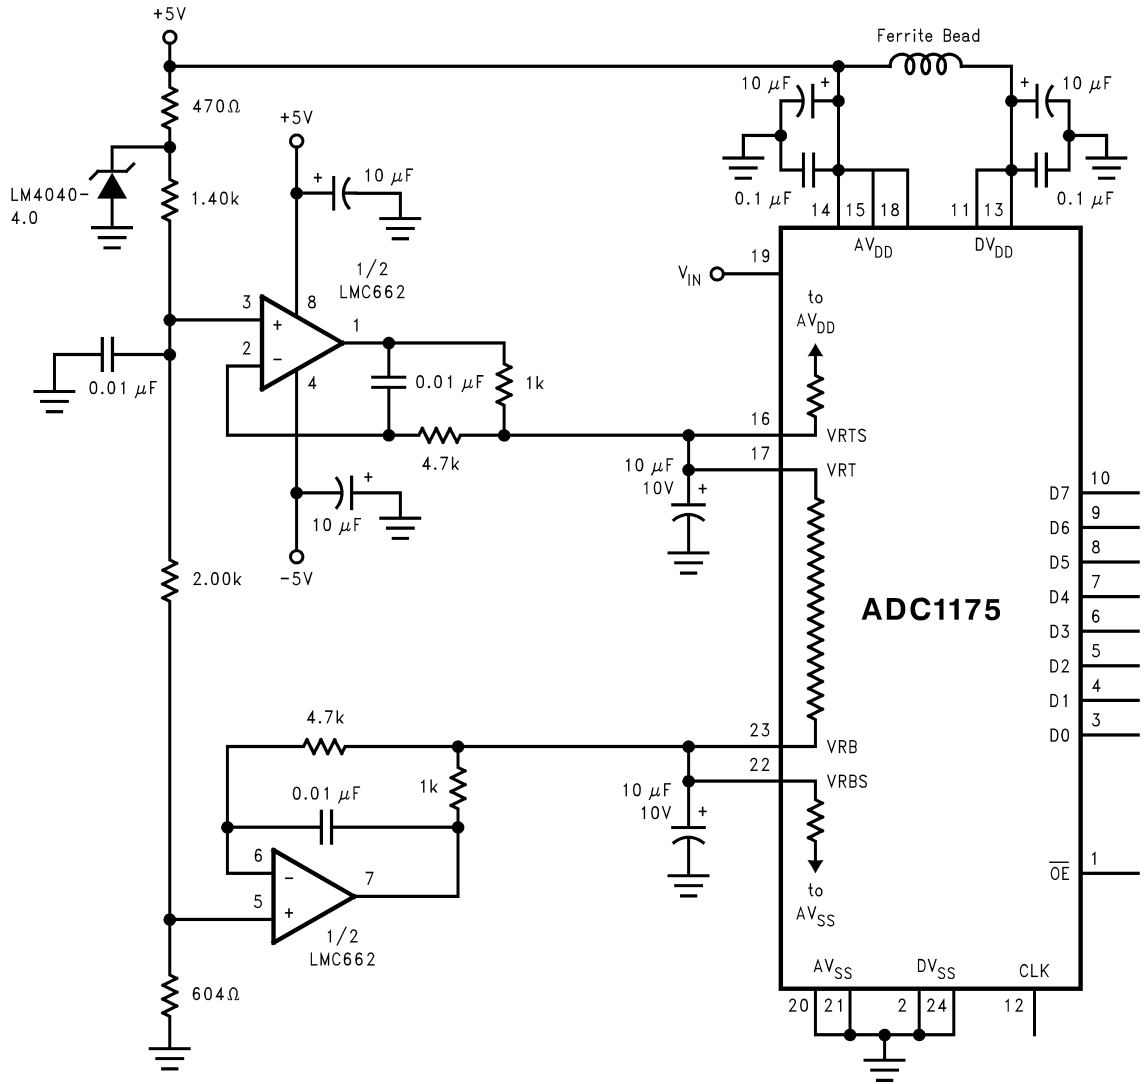 +5V
Ferrite Bead
10 μF
+
+
10 μF
470Ω
+5V
LM4040-
4.0
1.40k
+
10 μF
0.1 μF
0.1 μF
14
15
18
11
13
AVDD
DVDD
19
VIN
1/2
LMC662
3
8
+
1
2
−
4
to
AVDD
0.01 μF
0.01 μF
1k
16
VRTS
4.7k
17
VRT
10 μF
10V
+
+
10 μF
-5V
2.00k
D7
10
D6
9
D5
8
D4
7
ADC1175
D3
6
D2
5
D1
4
D0
3
4.7k
23
VRB
22
VRBS
1k
0.01 μF
10 μF
10V
+
6
−
7
5
+
1/2
LMC662
to
AVSS
OE
1
604Ω
AVSS
DVSS
CLK
20
21
2
24
12